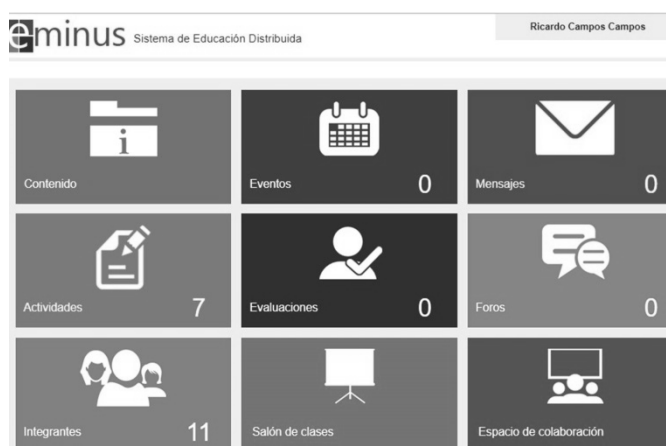 eminus Sistema de Educación Distribuida
Ricardo Campos Campos
i
Contenido
Eventos 0
Mensajes 0
Actividades 7
Evaluaciones 0
Foros 0
Integrantes 11
Salón de clases
Espacio de colaboración